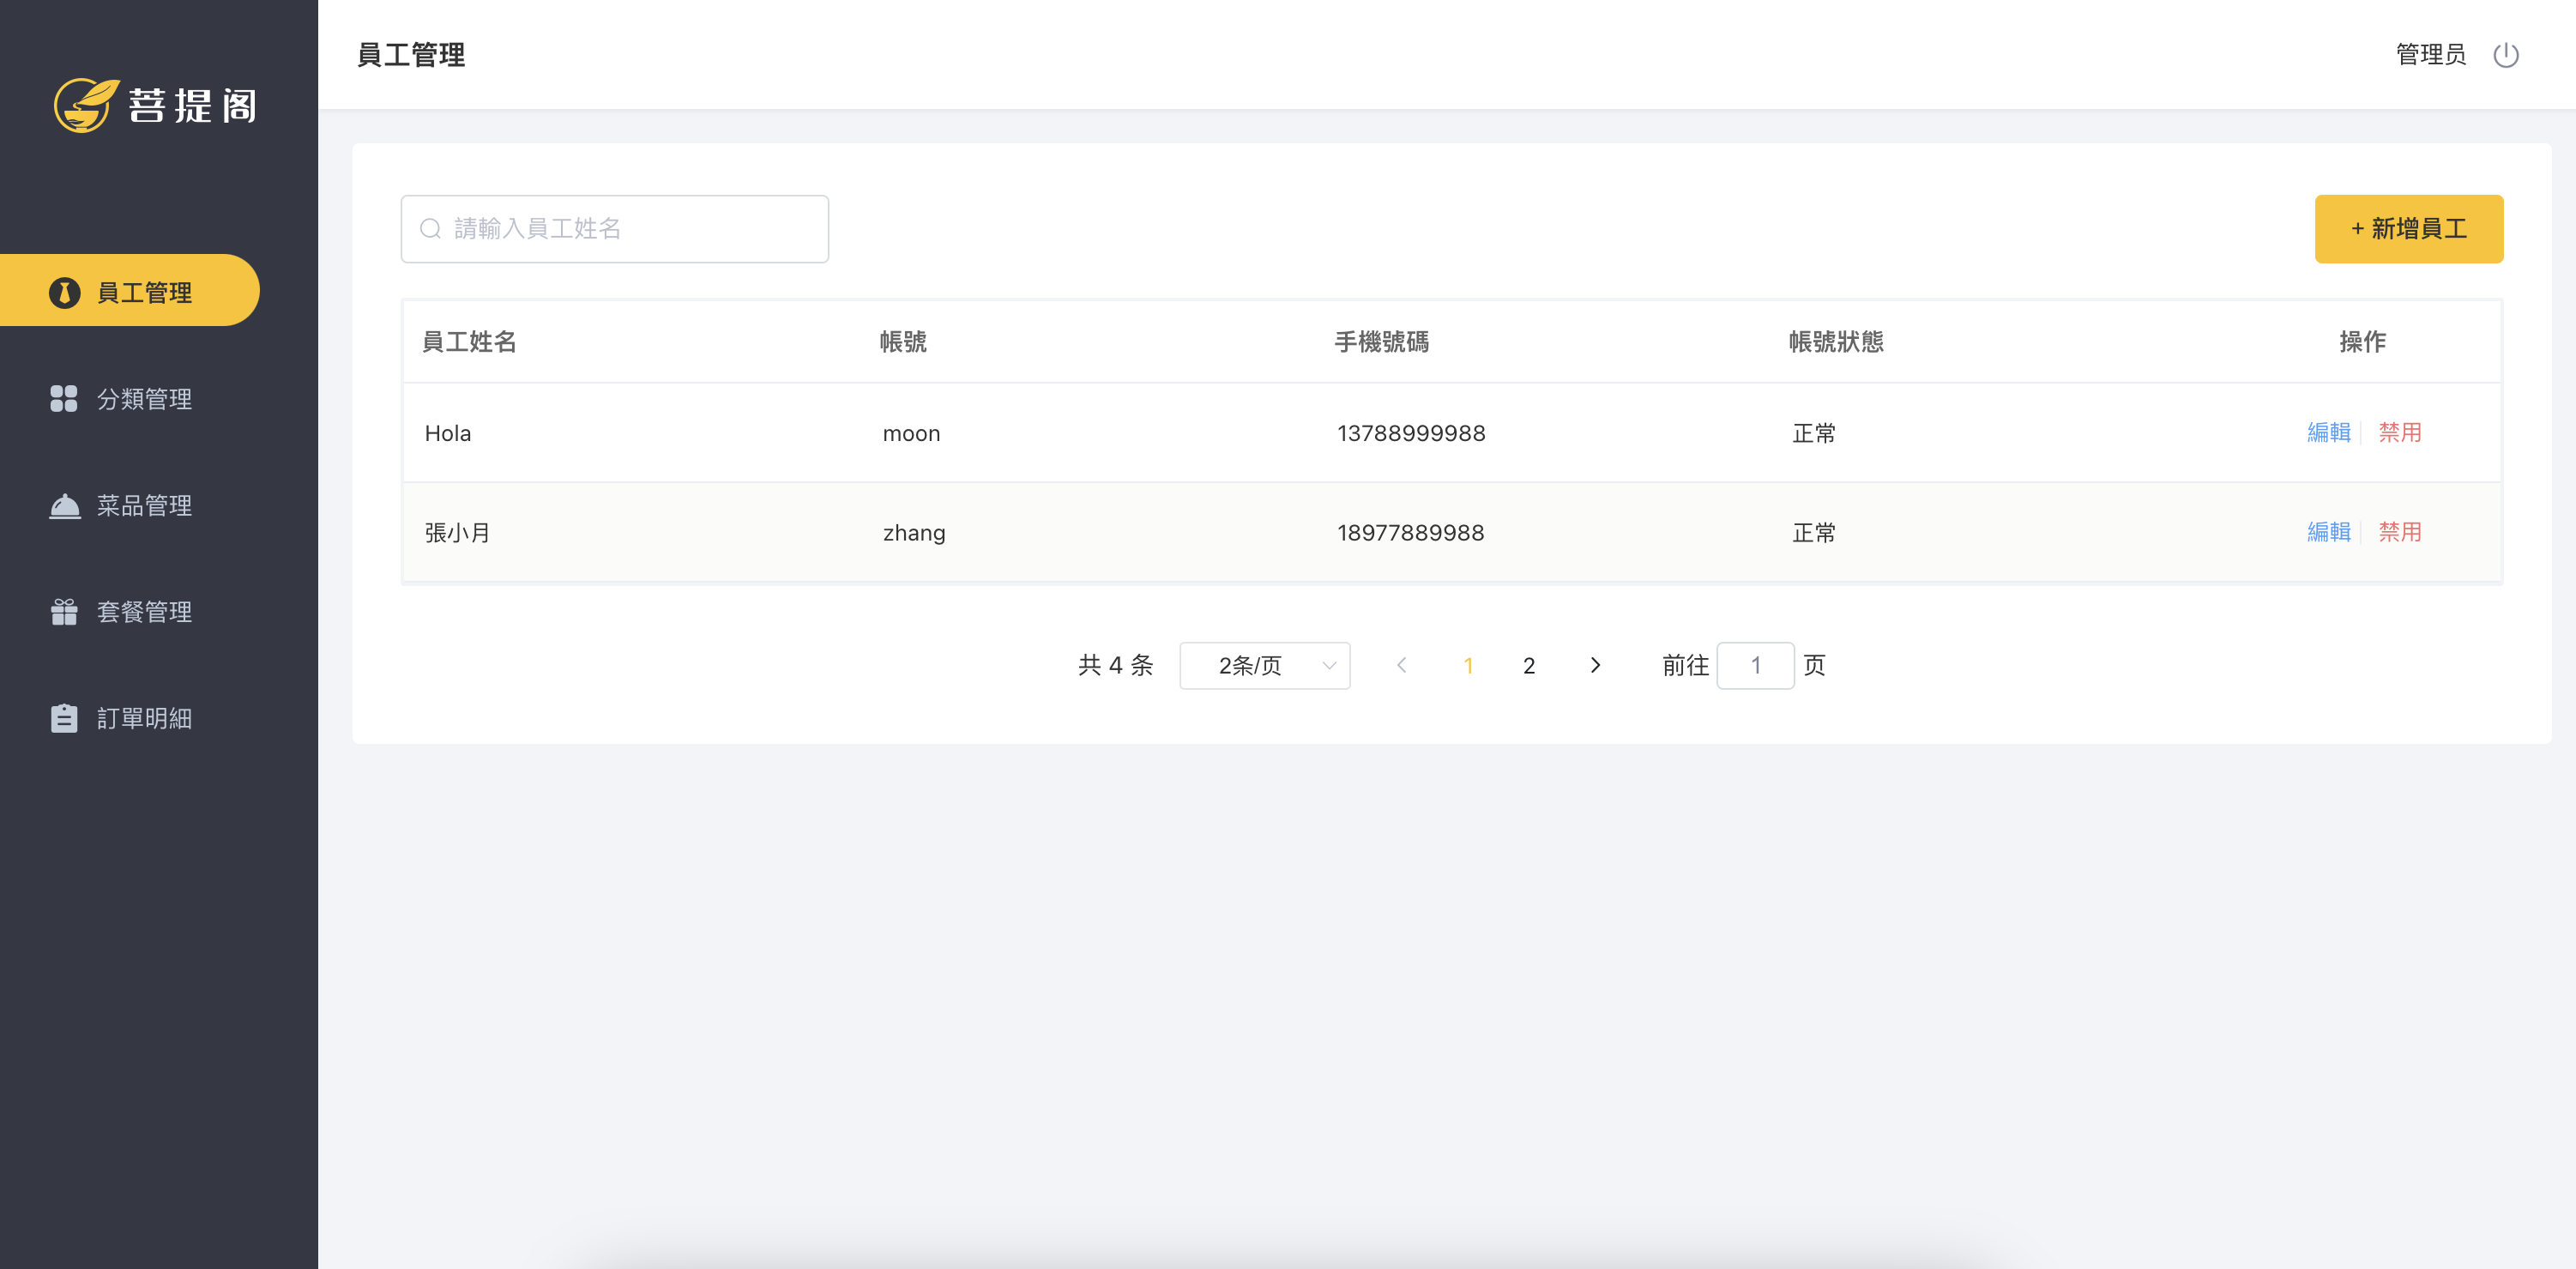 菩提阁
員工管理
分類管理
菜品管理
套餐管理
訂單明細
員工管理
管理员
請輸入員工姓名
+ 新增員工
員工姓名 帳號 手機號碼 帳號狀態 操作
Hola moon 13788999988 正常 編輯 禁用
張小月 zhang 18977889988 正常 編輯 禁用
共 4 条 2条/页 1 2 前往 1 页